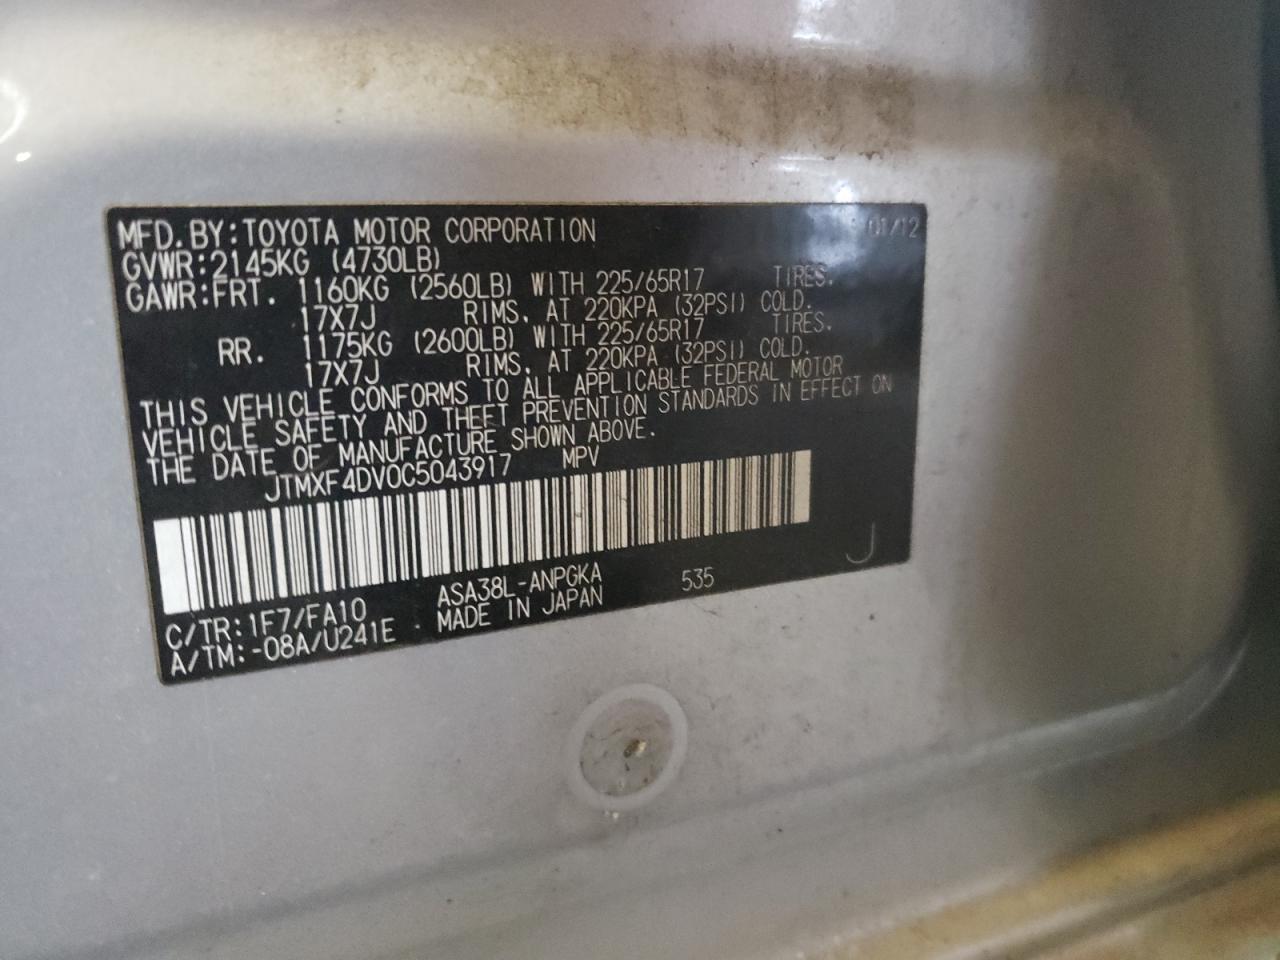 MFD.BY:TOYOTA MOTOR CORPORATION 01/12
GVWR:2145KG (4730LB)
GAWR:FRT. 1160KG (2560LB) WITH 225/65R17 TIRES.
17X7J RIMS, AT 220KPA (32PSI) COLD.
RR. 1175KG (2600LB) WITH 225/65R17 TIRES.
17X7J RIMS, AT 220KPA (32PSI) COLD.
THIS VEHICLE CONFORMS TO ALL APPLICABLE FEDERAL MOTOR
VEHICLE SAFETY AND THEFT PREVENTION STANDARDS IN EFFECT ON
THE DATE OF MANUFACTURE SHOWN ABOVE.
JTMXF4DV0C5043917 MPV
J
C/TR:1F7/FA10 ASA38L-ANPGKA 535
A/TM:-08A/U241E MADE IN JAPAN